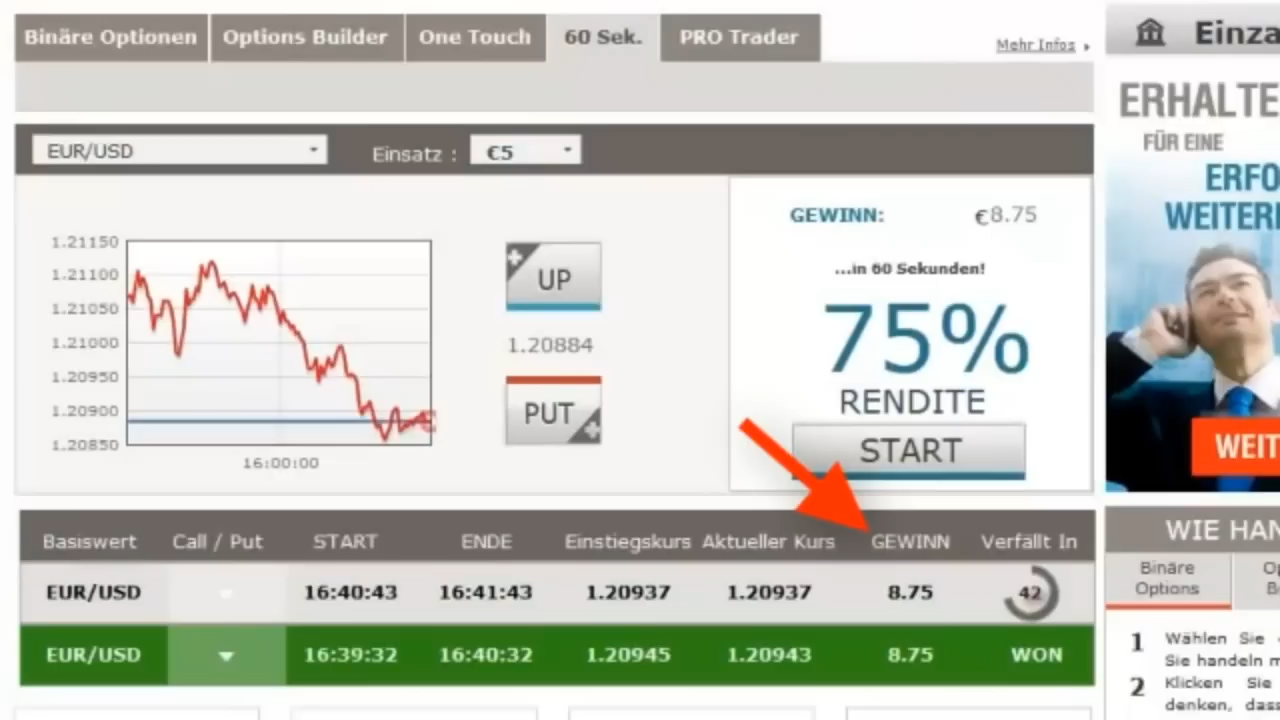 Binäre Optionen Options Builder One Touch 60 Sek. PRO Trader
Mehr Infos
EUR/USD Einsatz : €5
1.21150
1.21100
1.21050
1.21000
1.20950
1.20900
1.20850
16:00:00
UP
1.20884
PUT
GEWINN: €8.75
...in 60 Sekunden!
75%
RENDITE
START
Basiswert Call / Put START ENDE Einstiegskurs Aktueller Kurs GEWINN Verfällt In
EUR/USD 16:40:43 16:41:43 1.20937 1.20937 8.75 42
EUR/USD 16:39:32 16:40:32 1.20945 1.20943 8.75 WON
Einza
ERHALTE
FÜR EINE
ERFO
WEITER
WEIT
WIE HAN
Binäre
Options
1 Wählen Sie
Sie handeln m
2 Klicken Sie
denken, dass